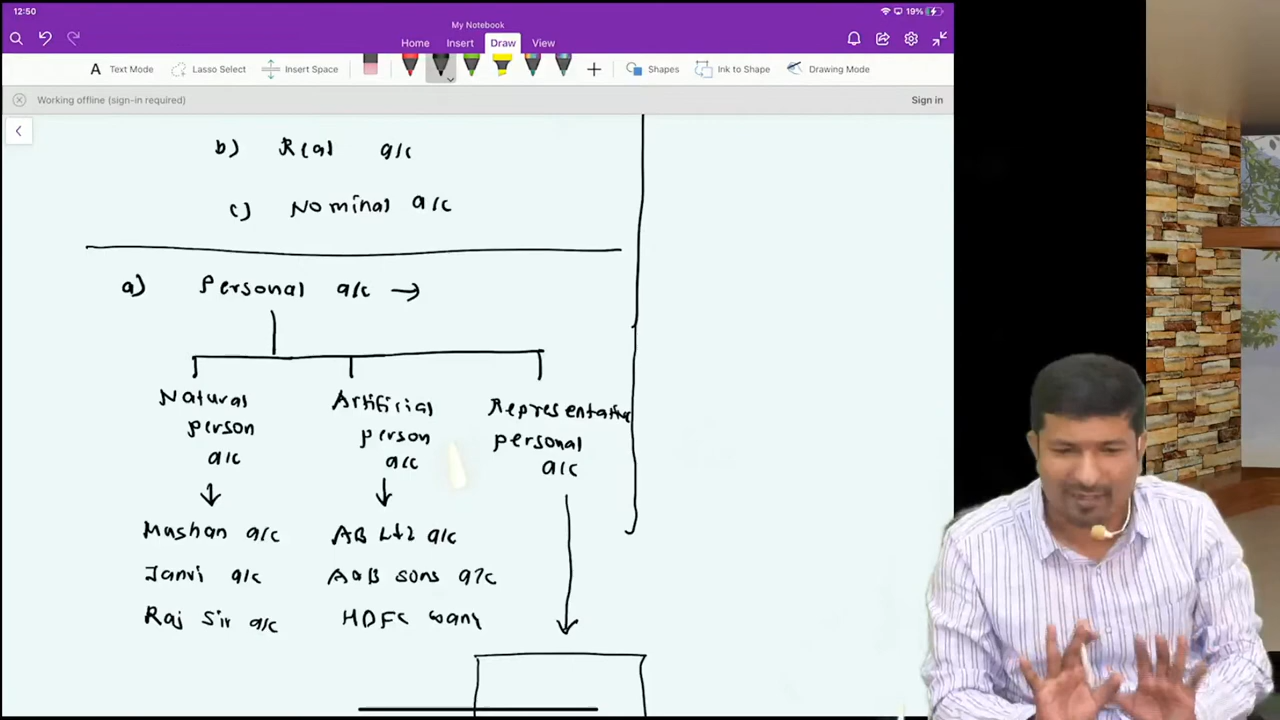 12:50
19%
My Notebook
Home Insert Draw View
Text Mode Lasso Select Insert Space Shapes Ink to Shape Drawing Mode
Working offline (sign-in required) Sign in
b) Real a/c
c) Nominal a/c
a) Personal a/c →
Natural person a/c
Artificial person a/c
Representative personal a/c
Mushan a/c
Janvi a/c
Raj Sir a/c
AB Ltd a/c
A&B sons a/c
HDFC Bank